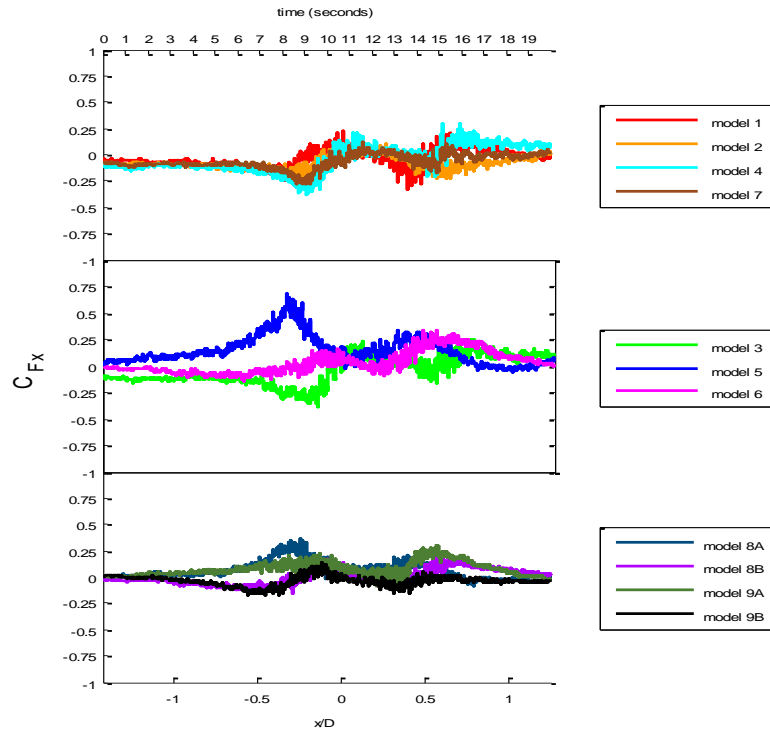 time (seconds)
0 1 2 3 4 5 6 7 8 9 10 11 12 13 14 15 16 17 18 19
1
0.75
0.5
0.25
0
-0.25
-0.5
-0.75
-1
model 1
model 2
model 4
model 7
0.75
0.5
0.25
0
-0.25
-0.5
-0.75
-1
model 3
model 5
model 6
C Fx
0.75
0.5
0.25
0
-0.25
-0.5
-0.75
-1
model 8A
model 8B
model 9A
model 9B
-1 -0.5 0 0.5 1
x/D